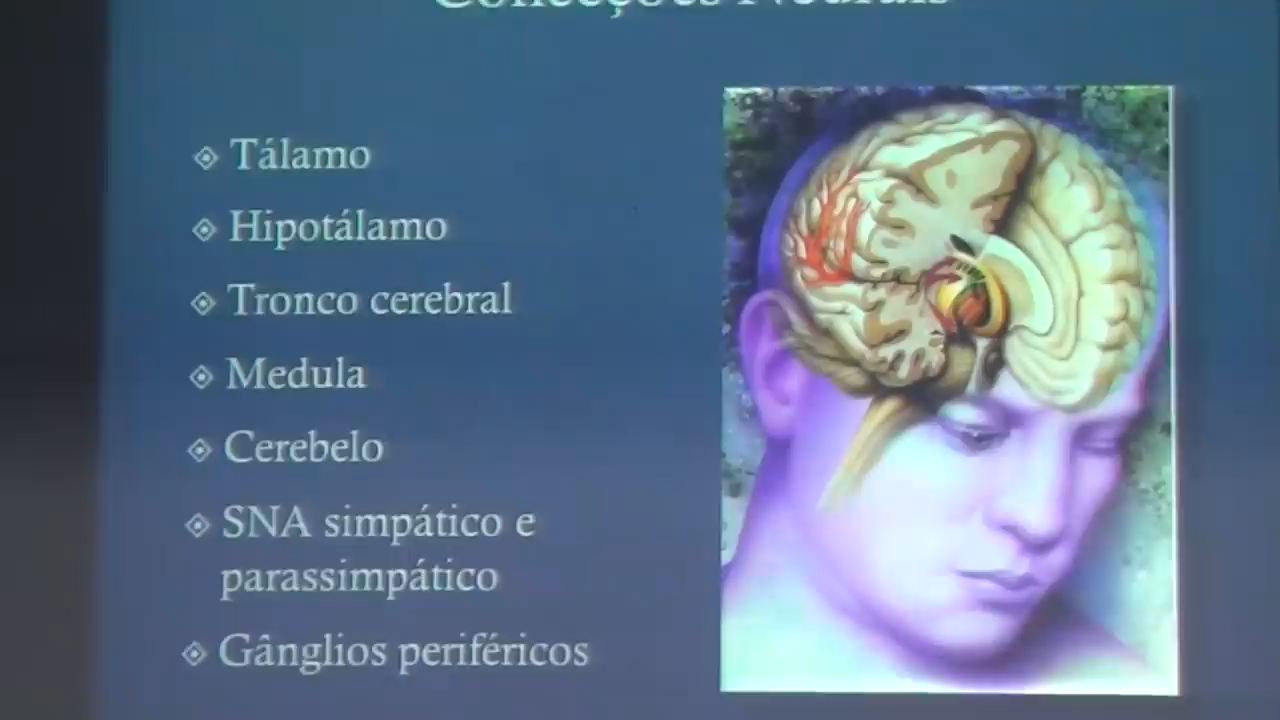 Tálamo
Hipotálamo
Tronco cerebral
Medula
Cerebelo
SNA simpático e
parassimpático
Gânglios periféricos